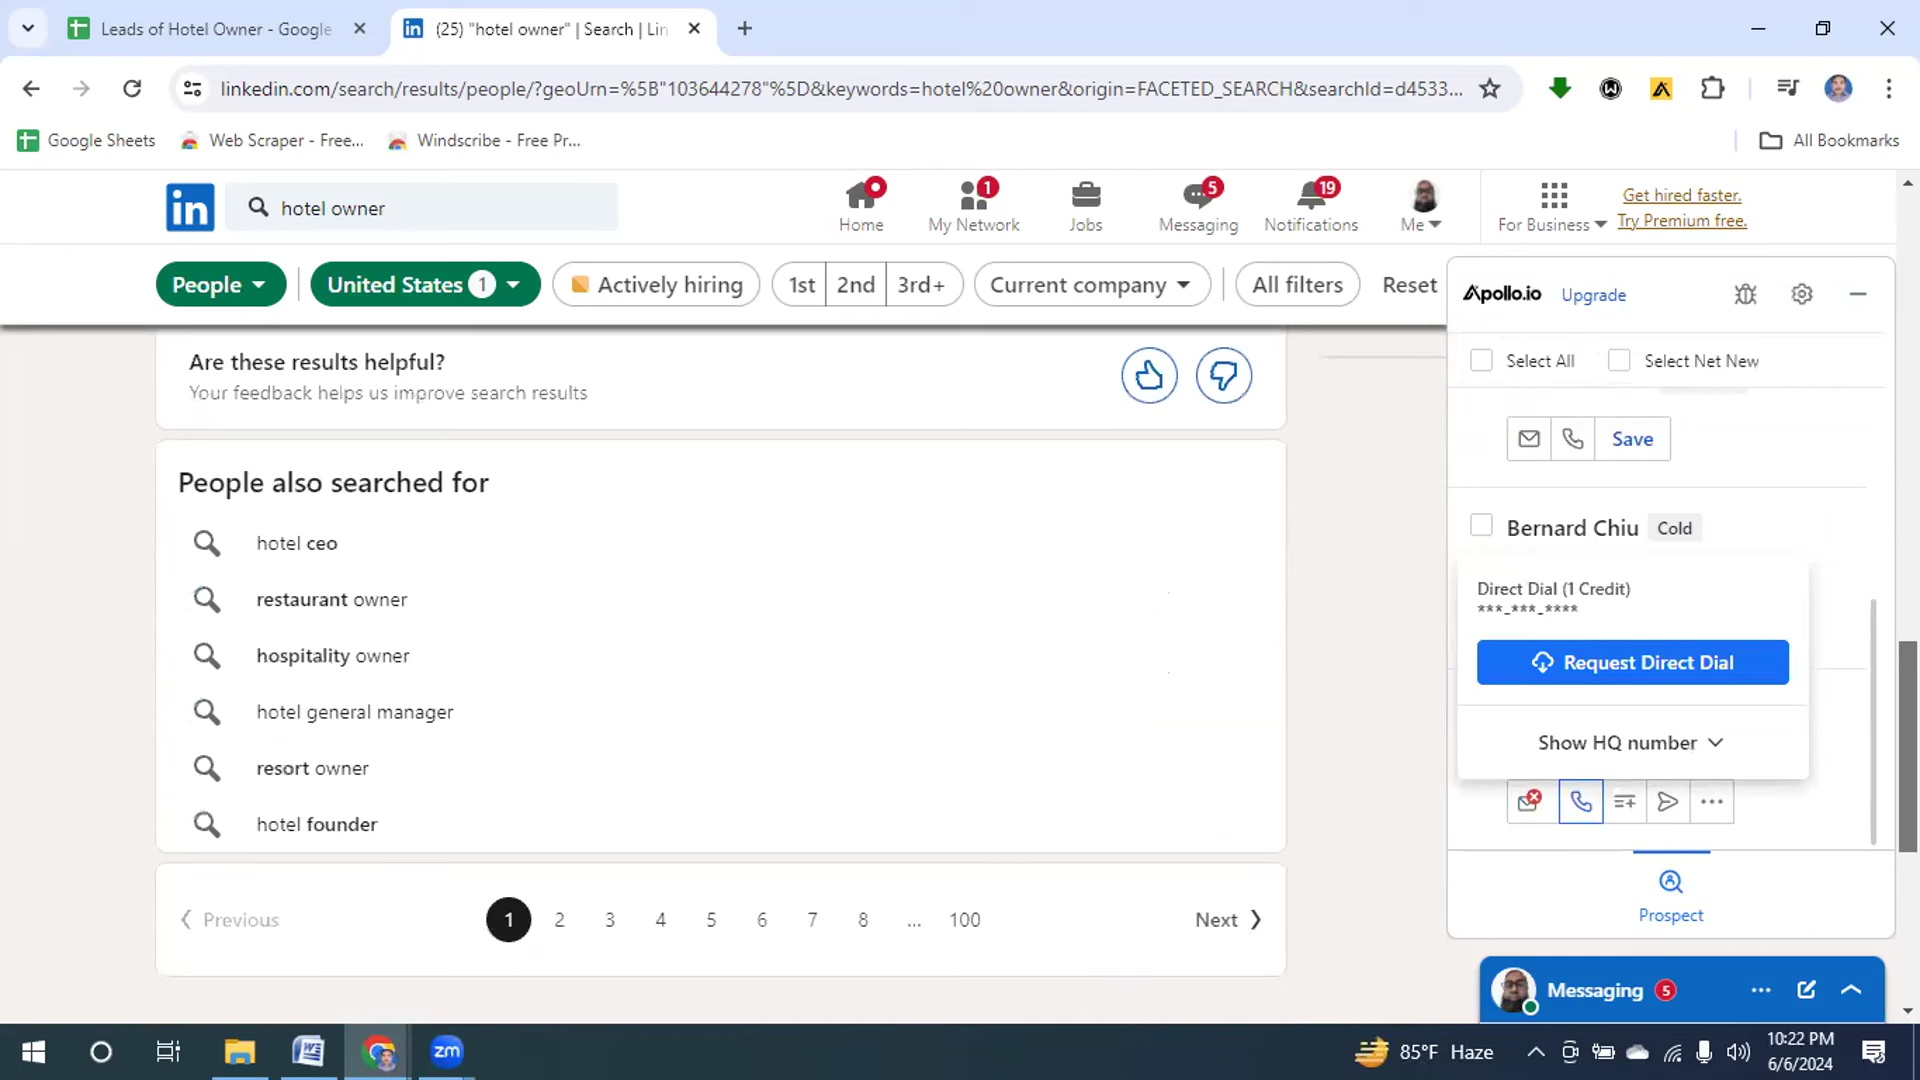 Leads of Hotel Owner - Google
(25) "hotel owner" | Search | Lin
linkedin.com/search/results/people/?geoUrn=%5B"103644278"%5D&keywords=hotel%20owner&origin=FACETED_SEARCH&searchId=d4533...
Google Sheets
Web Scraper - Free...
Windscribe - Free Pr...
All Bookmarks
in
hotel owner
Home
1
My Network
Jobs
5
Messaging
19
Notifications
Me
For Business
Get hired faster.
Try Premium free.
People
United States 1
Actively hiring
1st
2nd
3rd+
Current company
All filters
Reset
Apollo.io
Upgrade
Select All
Select Net New
Save
Bernard Chiu
Cold
Direct Dial (1 Credit)
***-***-****
Request Direct Dial
Show HQ number
Prospect
Are these results helpful?
Your feedback helps us improve search results
People also searched for
hotel ceo
restaurant owner
hospitality owner
hotel general manager
resort owner
hotel founder
Previous
1 2 3 4 5 6 7 8 ... 100
Next
Messaging 5
zm
85°F Haze
10:22 PM
6/6/2024